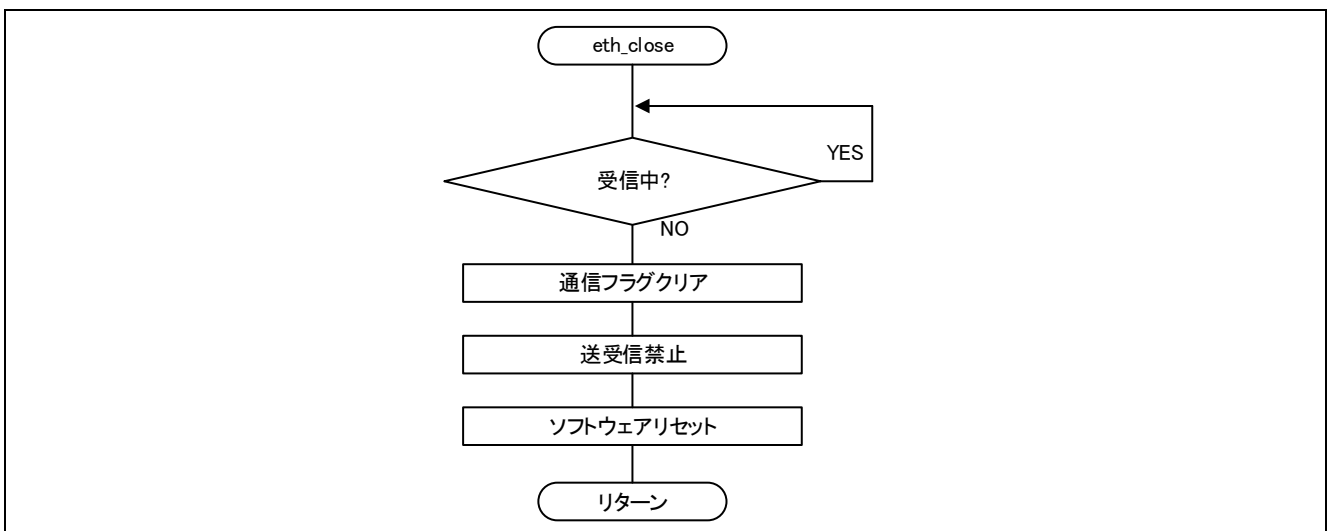 eth_close
YES
受信中?
NO
通信フラグクリア
送受信禁止
ソフトウェアリセット
リターン